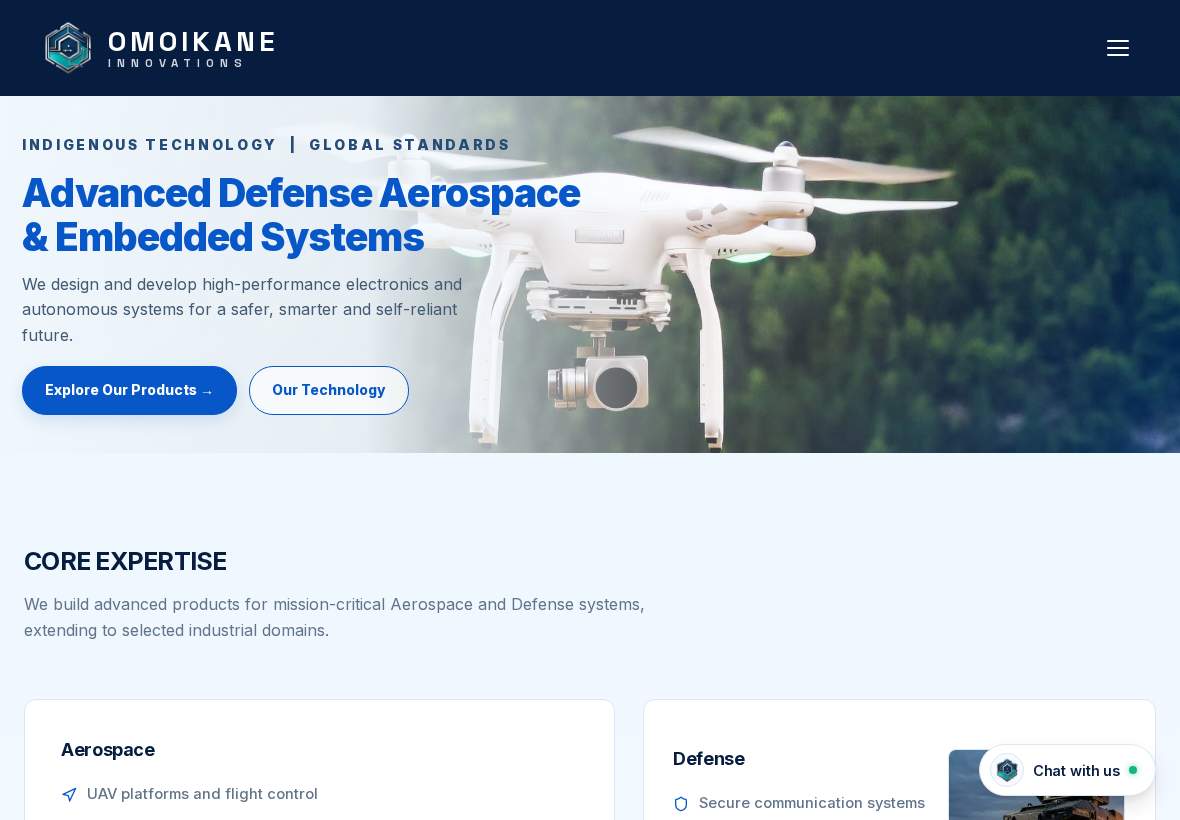 OMOIKANE
INNOVATIONS
INDIGENOUS TECHNOLOGY | GLOBAL STANDARDS
Advanced Defense Aerospace
& Embedded Systems
We design and develop high-performance electronics and
autonomous systems for a safer, smarter and self-reliant
future.
Explore Our Products →
Our Technology
CORE EXPERTISE
We build advanced products for mission-critical Aerospace and Defense systems,
extending to selected industrial domains.
Aerospace
UAV platforms and flight control
Defense
Secure communication systems
Chat with us